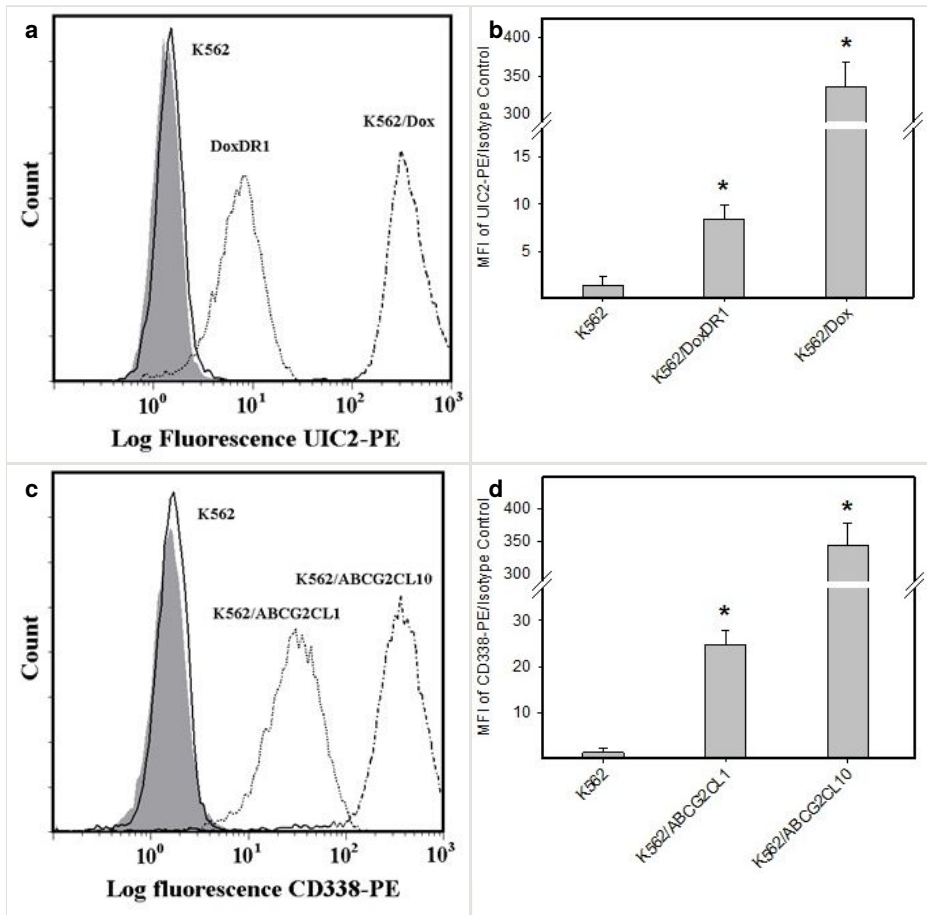 a
K562
DoxDR1
K562/Dox
Count
10⁰ 10¹ 10² 10³
Log Fluorescence UIC2-PE
b
MFI of UIC2-PE/Isotype Control
400
350
300
15
10
5
*
*
K562
K562/DoxDR1
K562/Dox
c
K562
K562/ABCG2CL10
K562/ABCG2CL1
Count
10⁰ 10¹ 10² 10³
Log fluorescence CD338-PE
d
MFI of CD338-PE/Isotype Control
400
350
300
30
20
10
*
*
K562
K562/ABCG2CL1
K562/ABCG2CL10